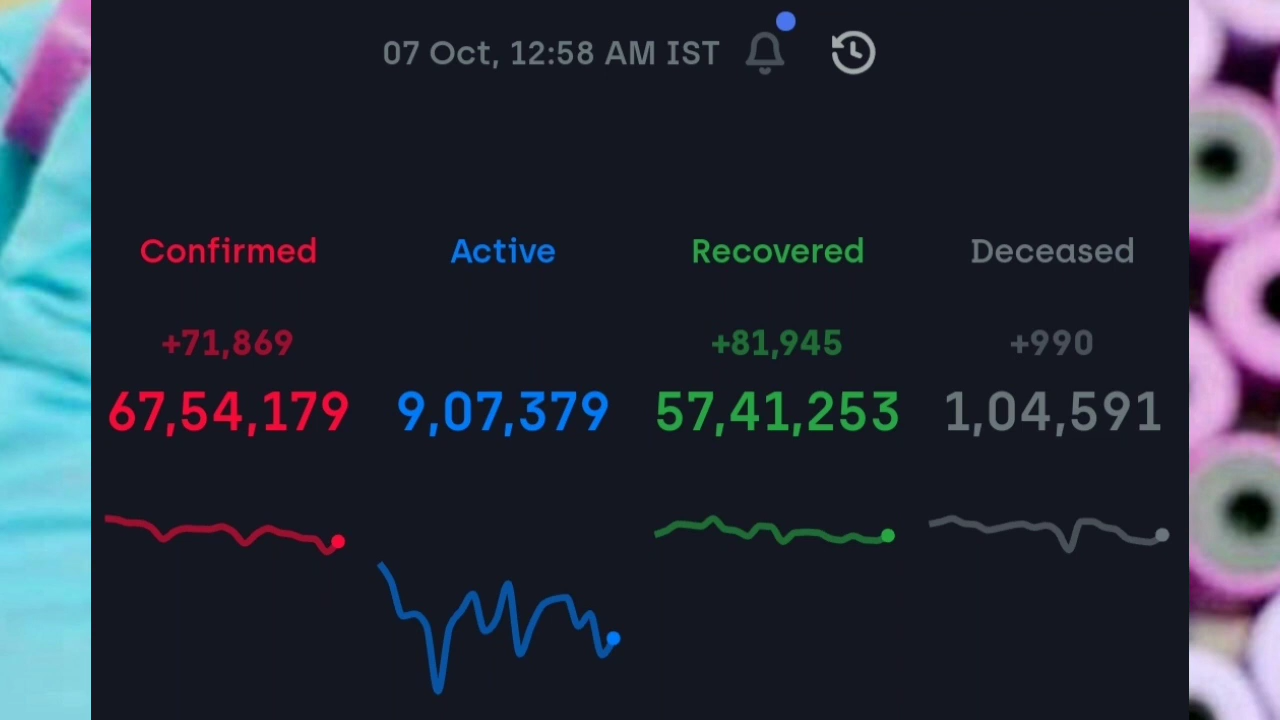 07 Oct, 12:58 AM IST
Confirmed Active Recovered Deceased
+71,869 +81,945 +990
67,54,179 9,07,379 57,41,253 1,04,591